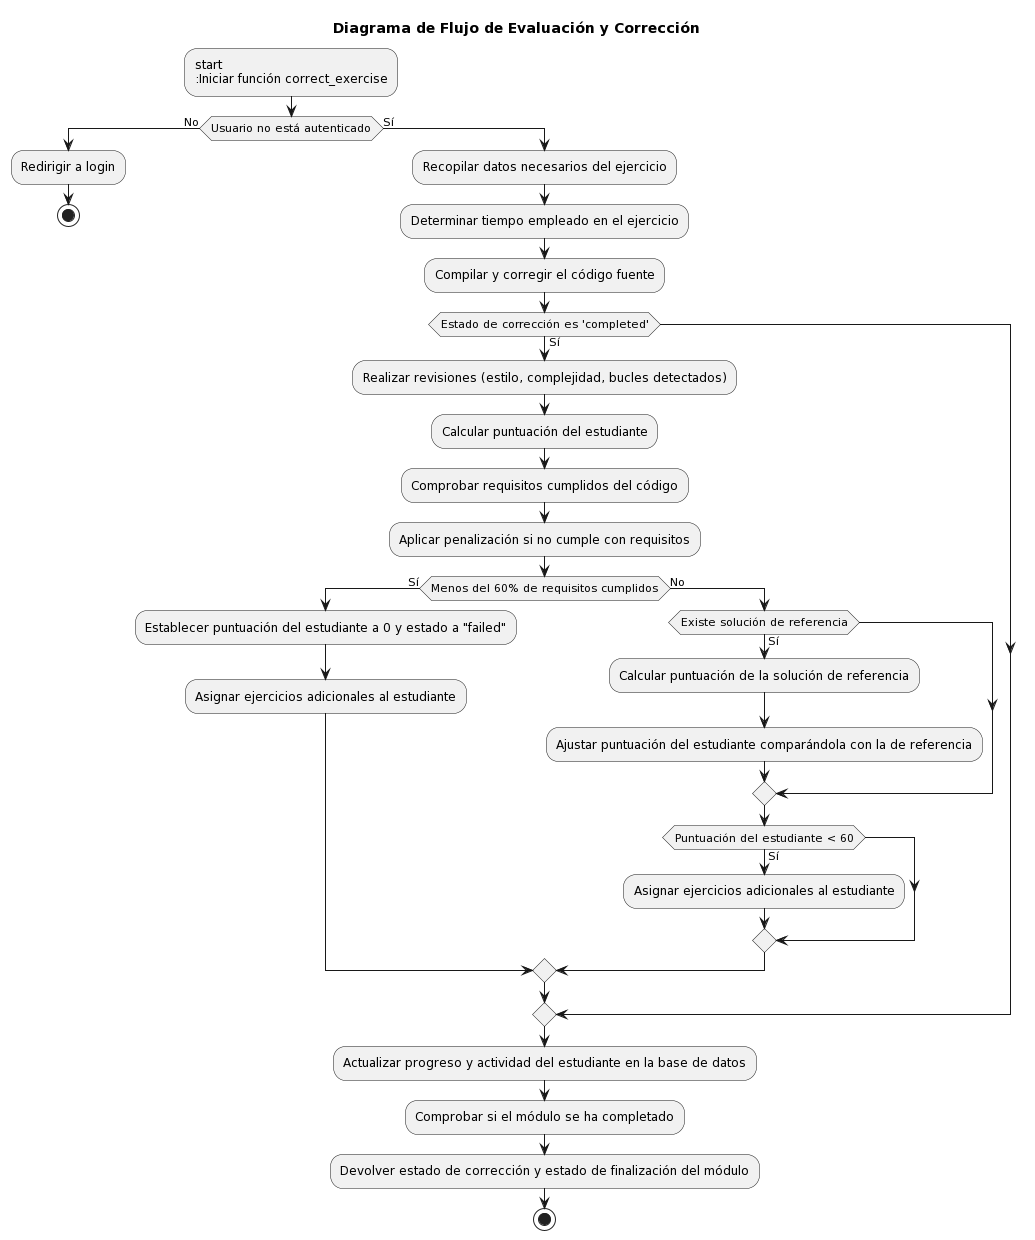 Diagrama de Flujo de Evaluación y Corrección
start
:Iniciar función correct_exercise
No
Usuario no está autenticado
Sí
Redirigir a login
Recopilar datos necesarios del ejercicio
Determinar tiempo empleado en el ejercicio
Compilar y corregir el código fuente
Estado de corrección es 'completed'
Sí
Realizar revisiones (estilo, complejidad, bucles detectados)
Calcular puntuación del estudiante
Comprobar requisitos cumplidos del código
Aplicar penalización si no cumple con requisitos
Sí
Menos del 60% de requisitos cumplidos
No
Establecer puntuación del estudiante a 0 y estado a "failed"
Asignar ejercicios adicionales al estudiante
Existe solución de referencia
Sí
Calcular puntuación de la solución de referencia
Ajustar puntuación del estudiante comparándola con la de referencia
Puntuación del estudiante < 60
Sí
Asignar ejercicios adicionales al estudiante
Actualizar progreso y actividad del estudiante en la base de datos
Comprobar si el módulo se ha completado
Devolver estado de corrección y estado de finalización del módulo